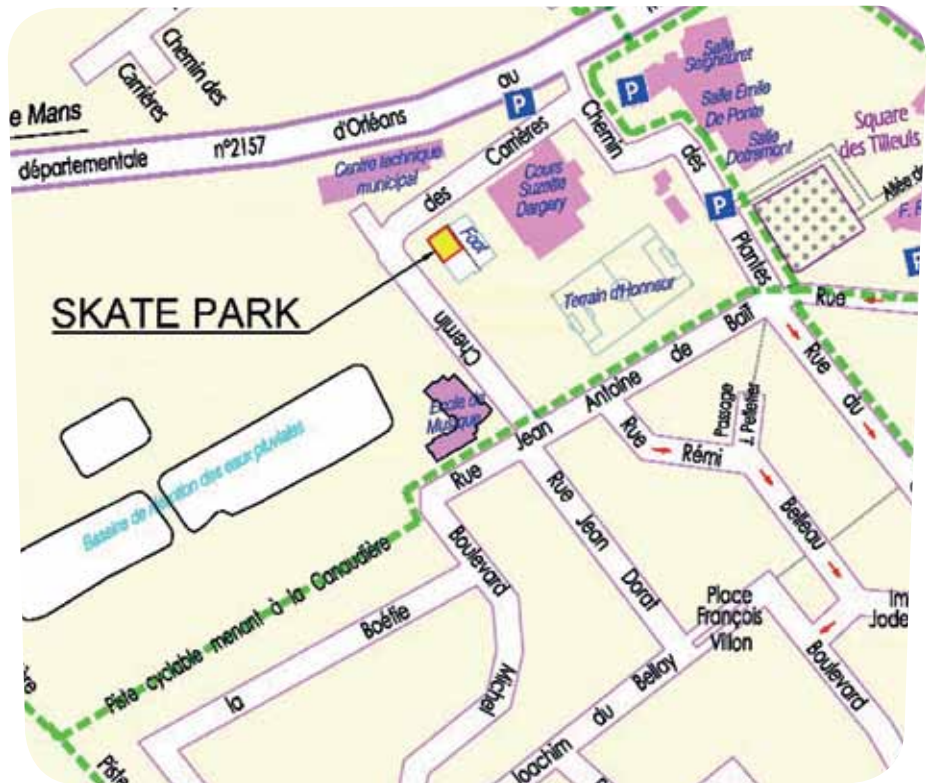 Chemin des
Carrières
e Mans
départementale n°2157 d'Orléans au
Centre technique
municipal
P
P
P
P
Chemin des Carrières
Cours
Suzette
Dargery
Foot
SKATE PARK
Terrain d'Honneur
Salle
Seigneuret
Salle Emile
De Ponte
Salle
Dotremont
Square
des Tilleuls
Allée d
F. R
Chemin des Plantes
Rue
Rue du
Rue Jean Antoine de Baïf
Ecole de
Musique
Passage
J. Pelletier
Rue Rémi Belleau
Bassins de rétention des eaux pluviales
Piste cyclable menant à la Ganaudière
Boulevard Michel
la Boétie
Rue Jean Dorat
Place
François
Villon
Im
Jode
Boulevard
Joachim du Bellay
Piste